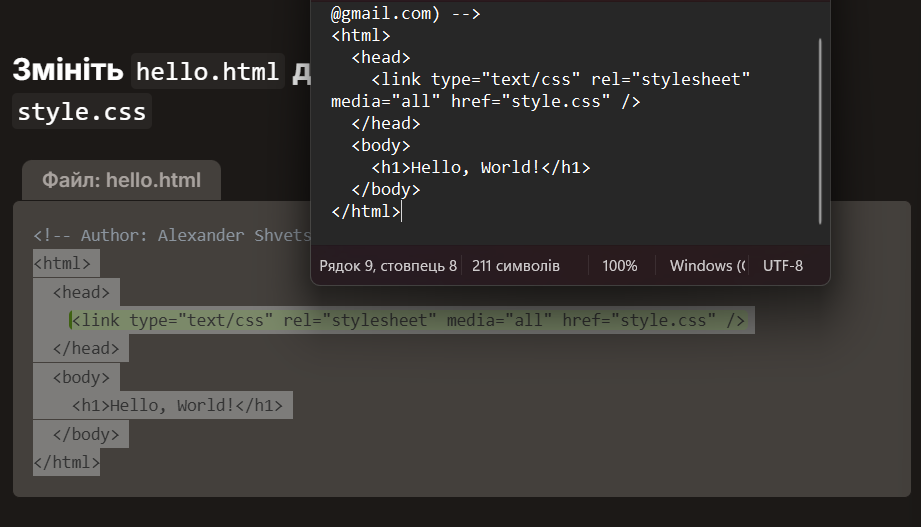 @gmail.com) -->
<html>
  <head>
    <link type="text/css" rel="stylesheet"
media="all" href="style.css" />
  </head>
  <body>
    <h1>Hello, World!</h1>
  </body>
</html>
Рядок 9, стовпець 8 211 символів 100% Windows (C UTF-8
Змініть hello.html д
style.css
Файл: hello.html
<!-- Author: Alexander Shvets
<html>
  <head>
    <link type="text/css" rel="stylesheet" media="all" href="style.css" />
  </head>
  <body>
    <h1>Hello, World!</h1>
  </body>
</html>